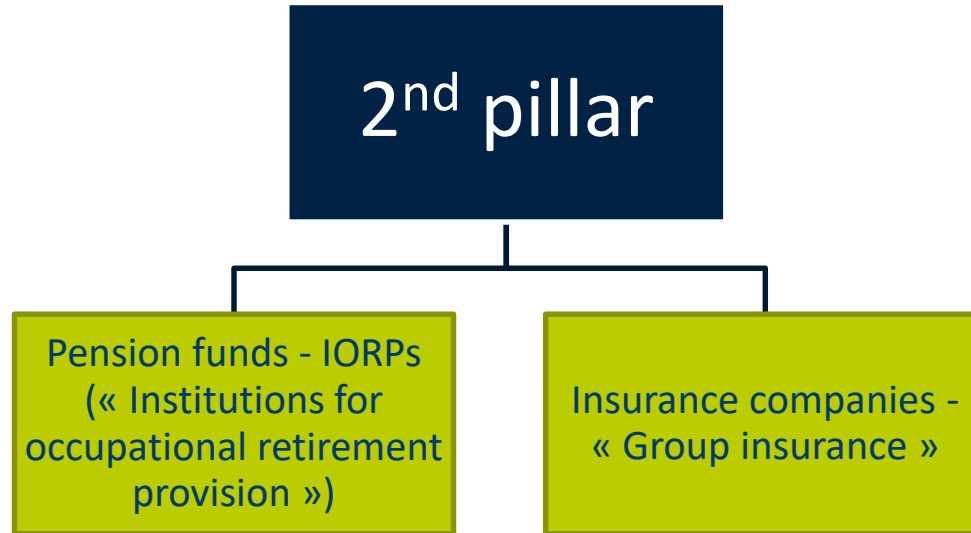 2nd pillar
Pension funds - IORPs
(« Institutions for
occupational retirement
provision »)
Insurance companies -
« Group insurance »